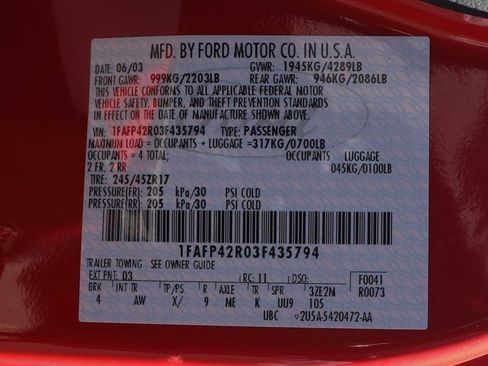 MFD. BY FORD MOTOR CO. IN U.S.A.
DATE: 06/03 GVWR: 1945KG/4289LB
FRONT GAWR: 999KG/2203LB REAR GAWR: 946KG/2086LB
THIS VEHICLE CONFORMS TO ALL APPLICABLE FEDERAL MOTOR
VEHICLE SAFETY, BUMPER, AND THEFT PREVENTION STANDARDS
IN EFFECT ON THE DATE OF MANUFACTURE SHOWN ABOVE.
VIN: 1FAFP42R03F435794 TYPE: PASSENGER
MAXIMUM LOAD = OCCUPANTS + LUGGAGE = 317KG/0700LB
OCCUPANTS = 4 TOTAL; LUGGAGE
2 FR, 2 RR 045KG/0100LB
TIRE: 245/45ZR17
PRESSURE(FR): 205 kPa/30 PSI COLD
PRESSURE(RR): 205 kPa/30 PSI COLD
1FAFP42R03F435794
TRAILER TOWING SEE OWNER GUIDE
EXT PNT: D3 RC: 11 DSO: F0041
BRK INT TR TP/PS R AXLE TR SPR R0073
4 AW X/ 9 NE K UU9 3ZE2M
105
UBC 2U5A-5420472-AA